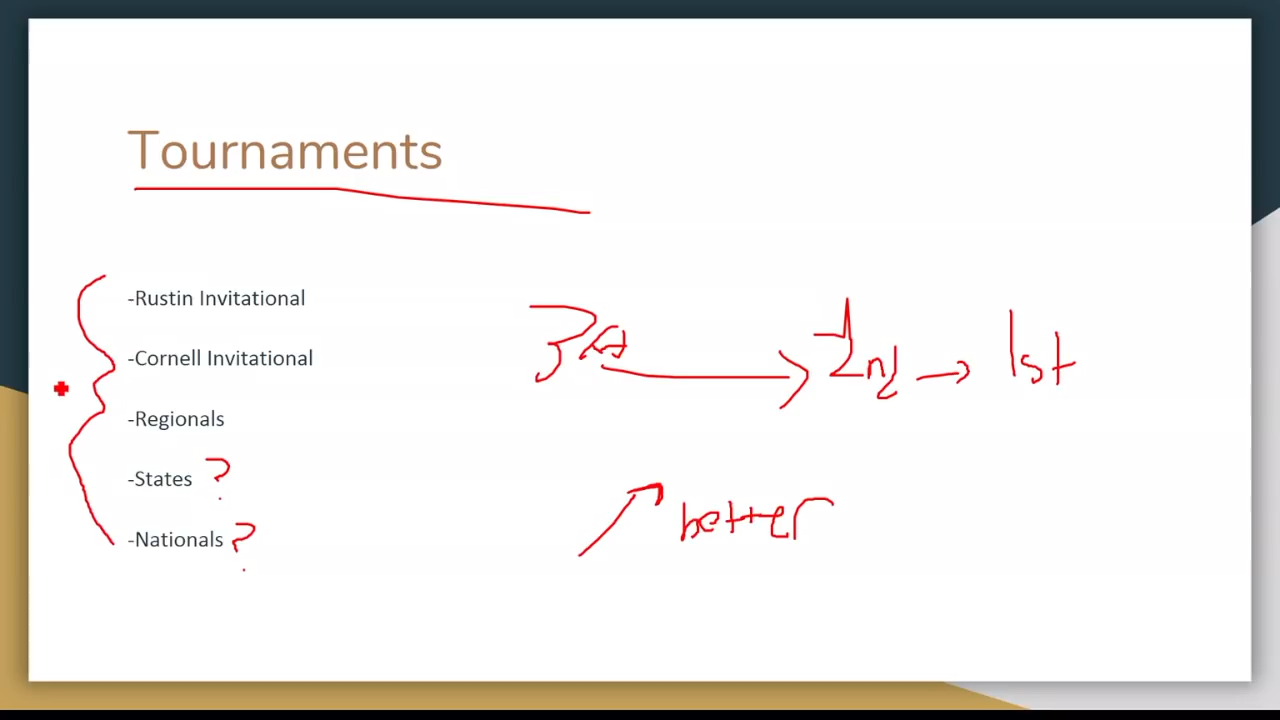 Tournaments
-Rustin Invitational
-Cornell Invitational
-Regionals
-States ?
-Nationals ?
3rd → 2nd → 1st
↗ better